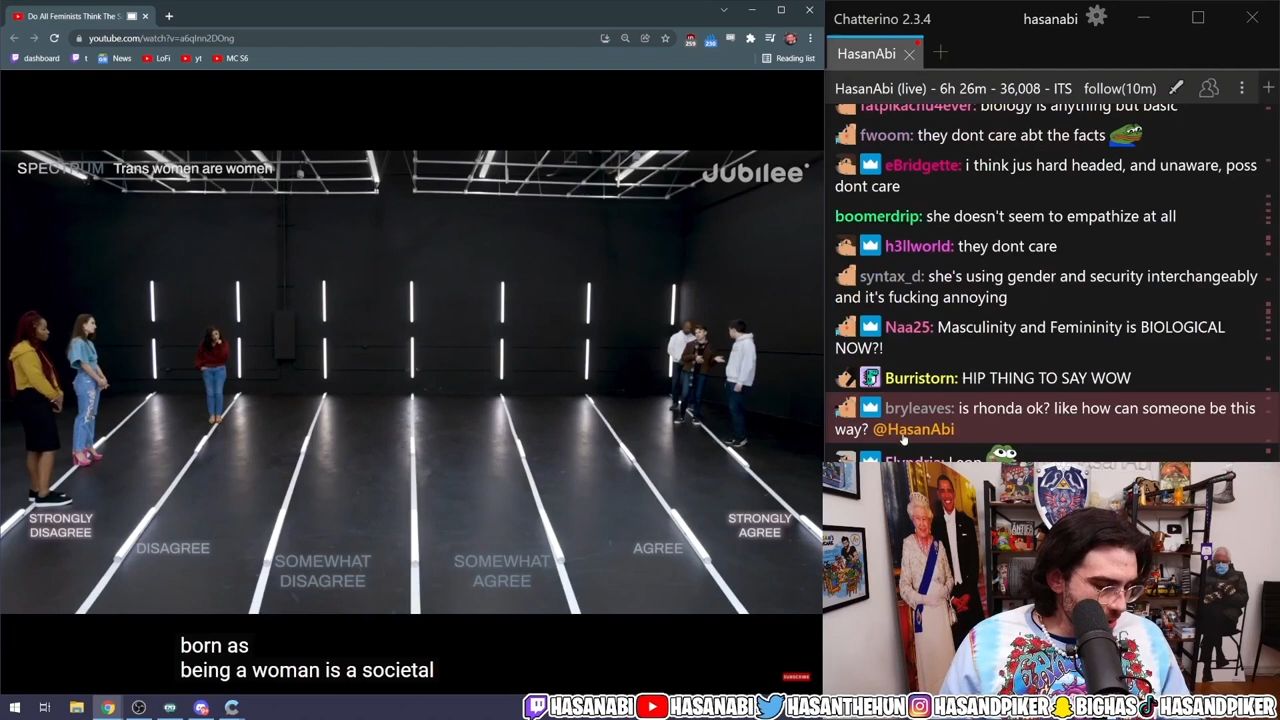 Do All Feminists Think The S
youtube.com/watch?v=a6qlnn2DOng
259
230
dashboard
t
News
LoFi
yt
MC S6
Reading list
SPECTRUM Trans women are women
jubilee
STRONGLY
DISAGREE
DISAGREE
SOMEWHAT
DISAGREE
SOMEWHAT
AGREE
AGREE
STRONGLY
AGREE
born as
being a woman is a societal
SUBSCRIBE
Chatterino 2.3.4
hasanabi
HasanAbi
HasanAbi (live) - 6h 26m - 36,008 - ITS
follow(10m)
fatpikachu4ever: biology is anything but basic
fwoom: they dont care abt the facts
eBridgette: i think jus hard headed, and unaware, poss
dont care
boomerdrip: she doesn't seem to empathize at all
h3llworld: they dont care
syntax_d: she's using gender and security interchangeably
and it's fucking annoying
Naa25: Masculinity and Femininity is BIOLOGICAL
NOW?!
Burristorn: HIP THING TO SAY WOW
bryleaves: is rhonda ok? like how can someone be this
way? @HasanAbi
HASANABI
HASANABI
HASANTHEHUN
HASANDPIKER
BIGHAS
HASANDPIKER